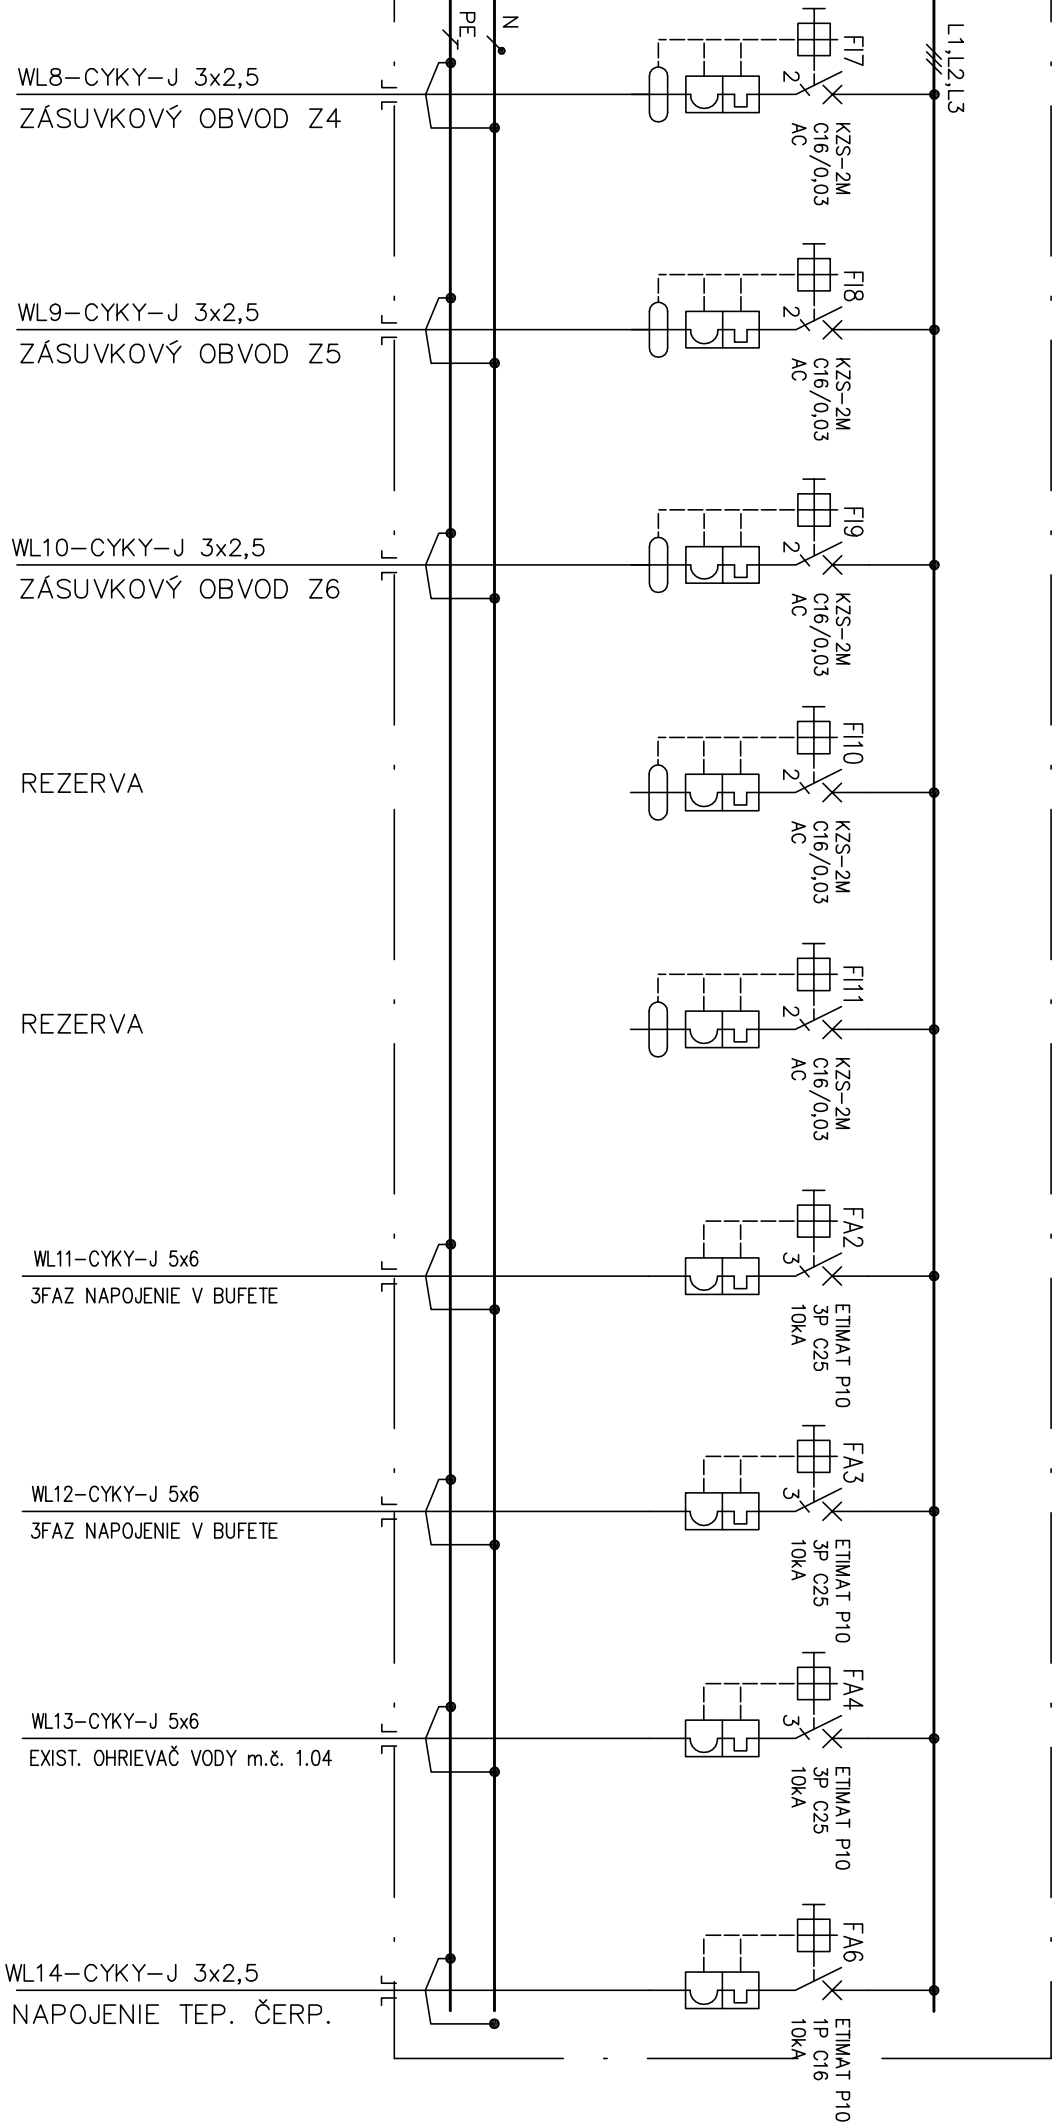 L1,L2,L3
N
PE
FI7
2
KZS-2M
C16/0,03
AC
WL8-CYKY-J 3x2,5
ZÁSUVKOVÝ OBVOD Z4
FI8
2
KZS-2M
C16/0,03
AC
WL9-CYKY-J 3x2,5
ZÁSUVKOVÝ OBVOD Z5
FI9
2
KZS-2M
C16/0,03
AC
WL10-CYKY-J 3x2,5
ZÁSUVKOVÝ OBVOD Z6
FI10
2
KZS-2M
C16/0,03
AC
REZERVA
FI11
2
KZS-2M
C16/0,03
AC
REZERVA
FA2
3
ETIMAT P10
3P C25
10kA
WL11-CYKY-J 5x6
3FAZ NAPOJENIE V BUFETE
FA3
3
ETIMAT P10
3P C25
10kA
WL12-CYKY-J 5x6
3FAZ NAPOJENIE V BUFETE
FA4
3
ETIMAT P10
3P C25
10kA
WL13-CYKY-J 5x6
EXIST. OHRIEVAČ VODY m.č. 1.04
FA6
ETIMAT P10
1P C16
10kA
WL14-CYKY-J 3x2,5
NAPOJENIE TEP. ČERP.